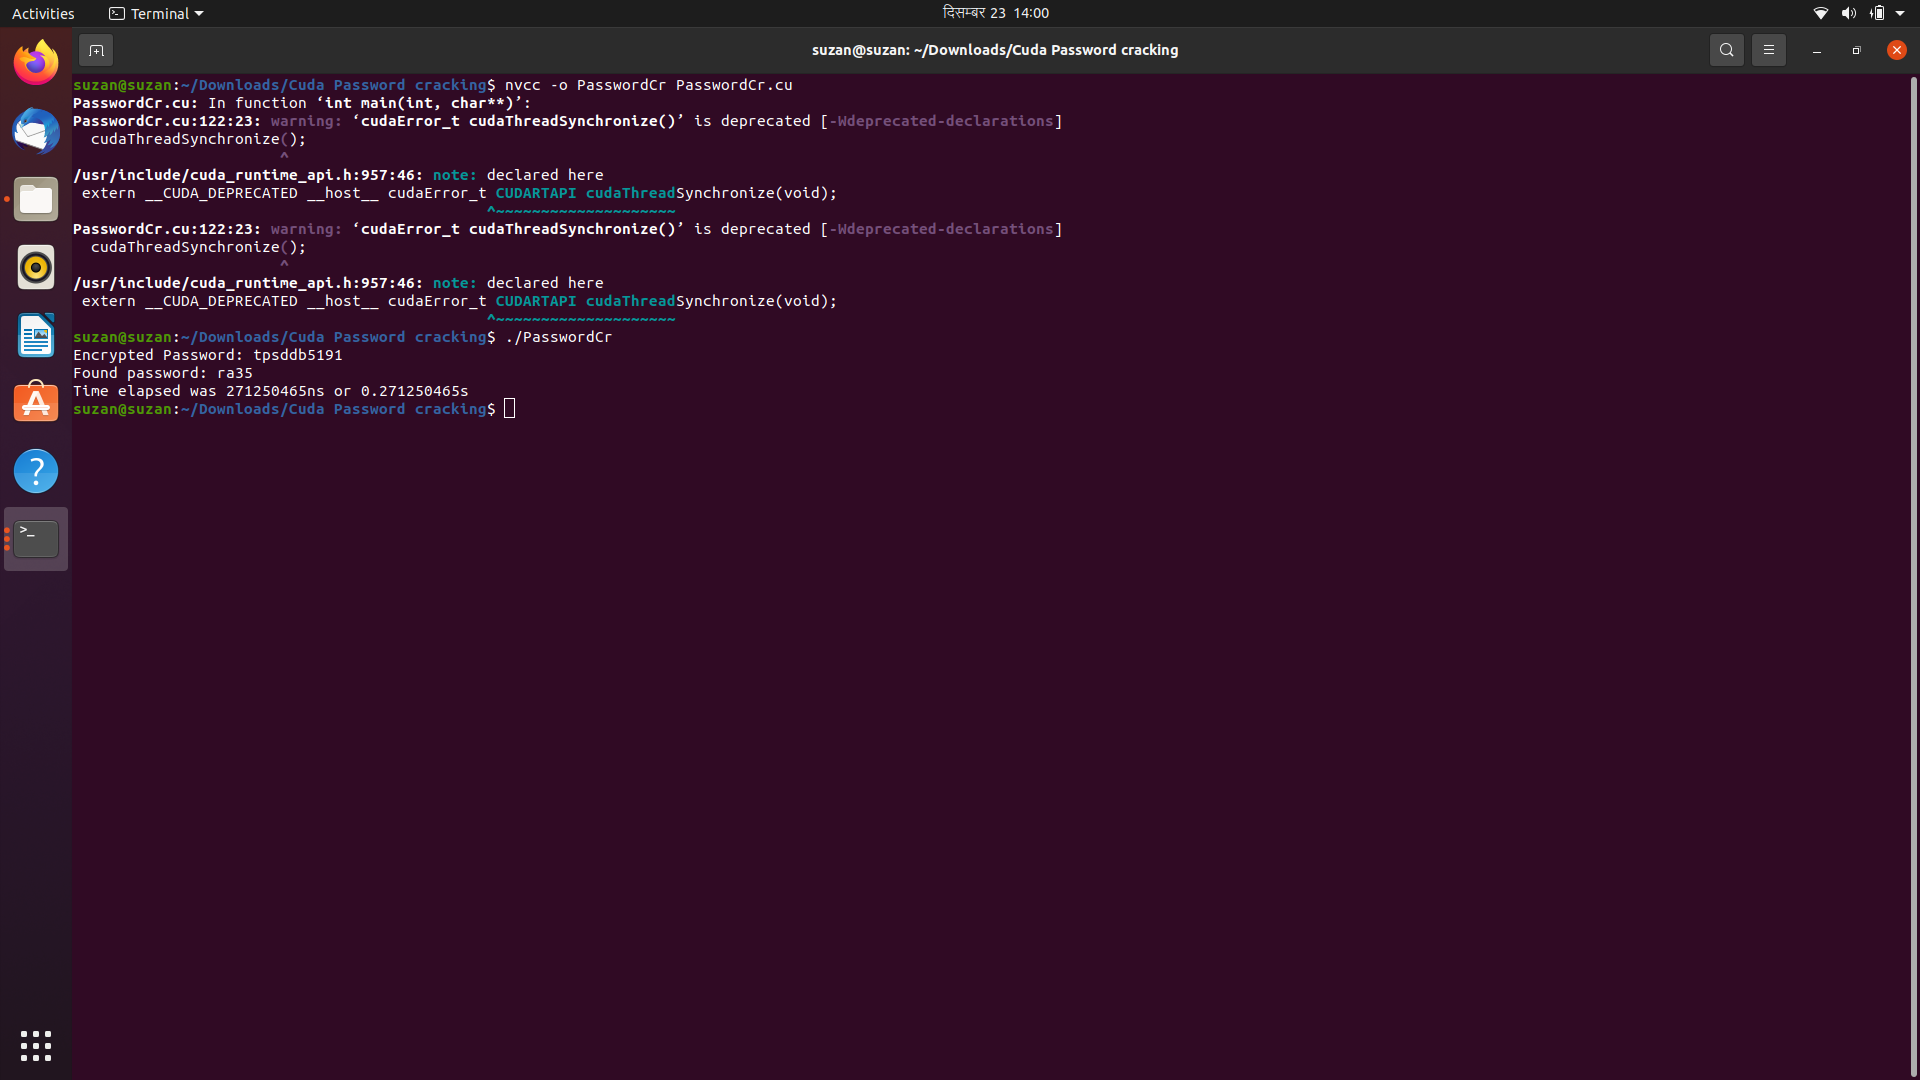 Activities Terminal दिसम्बर 23 14:00
suzan@suzan: ~/Downloads/Cuda Password cracking
suzan@suzan:~/Downloads/Cuda Password cracking$ nvcc -o PasswordCr PasswordCr.cu
PasswordCr.cu: In function ‘int main(int, char**)’:
PasswordCr.cu:122:23: warning: ‘cudaError_t cudaThreadSynchronize()’ is deprecated [-Wdeprecated-declarations]
cudaThreadSynchronize();
^
/usr/include/cuda_runtime_api.h:957:46: note: declared here
extern __CUDA_DEPRECATED __host__ cudaError_t CUDARTAPI cudaThreadSynchronize(void);
^~~~~~~~~~~~~~~~~~~~~
PasswordCr.cu:122:23: warning: ‘cudaError_t cudaThreadSynchronize()’ is deprecated [-Wdeprecated-declarations]
cudaThreadSynchronize();
^
/usr/include/cuda_runtime_api.h:957:46: note: declared here
extern __CUDA_DEPRECATED __host__ cudaError_t CUDARTAPI cudaThreadSynchronize(void);
^~~~~~~~~~~~~~~~~~~~~
suzan@suzan:~/Downloads/Cuda Password cracking$ ./PasswordCr
Encrypted Password: tpsddb5191
Found password: ra35
Time elapsed was 271250465ns or 0.271250465s
suzan@suzan:~/Downloads/Cuda Password cracking$